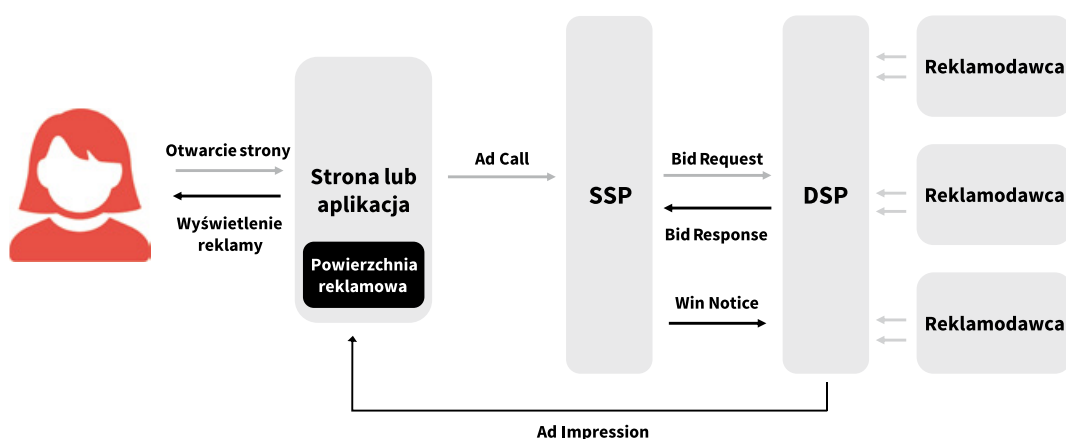 Otwarcie strony
Wyświetlenie
reklamy
Strona lub
aplikacja
Powierzchnia
reklamowa
Ad Call
SSP
Bid Request
Bid Response
Win Notice
DSP
Reklamodawca
Reklamodawca
Reklamodawca
Ad Impression